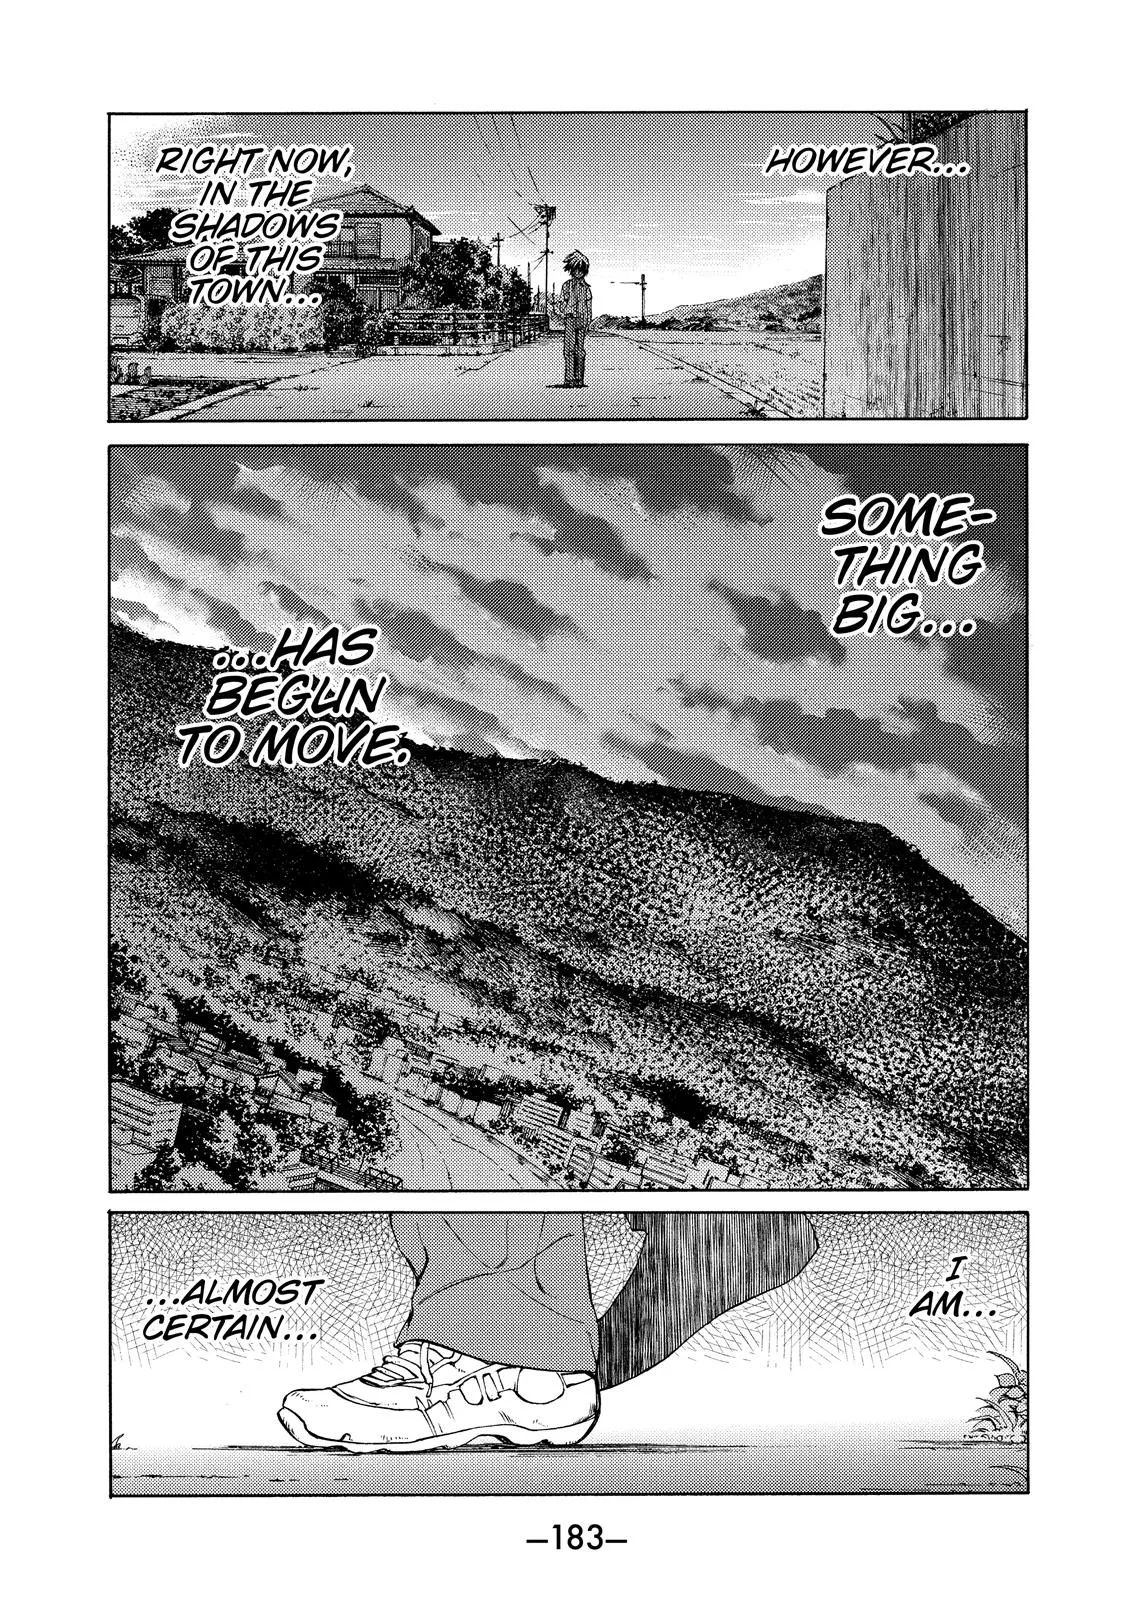 HOWEVER...
RIGHT NOW,
IN THE
SHADOWS
OF THIS
TOWN...
SOME-
THING
BIG...
...HAS
BEGUN
TO MOVE.
I
AM...
...ALMOST
CERTAIN...
—183—